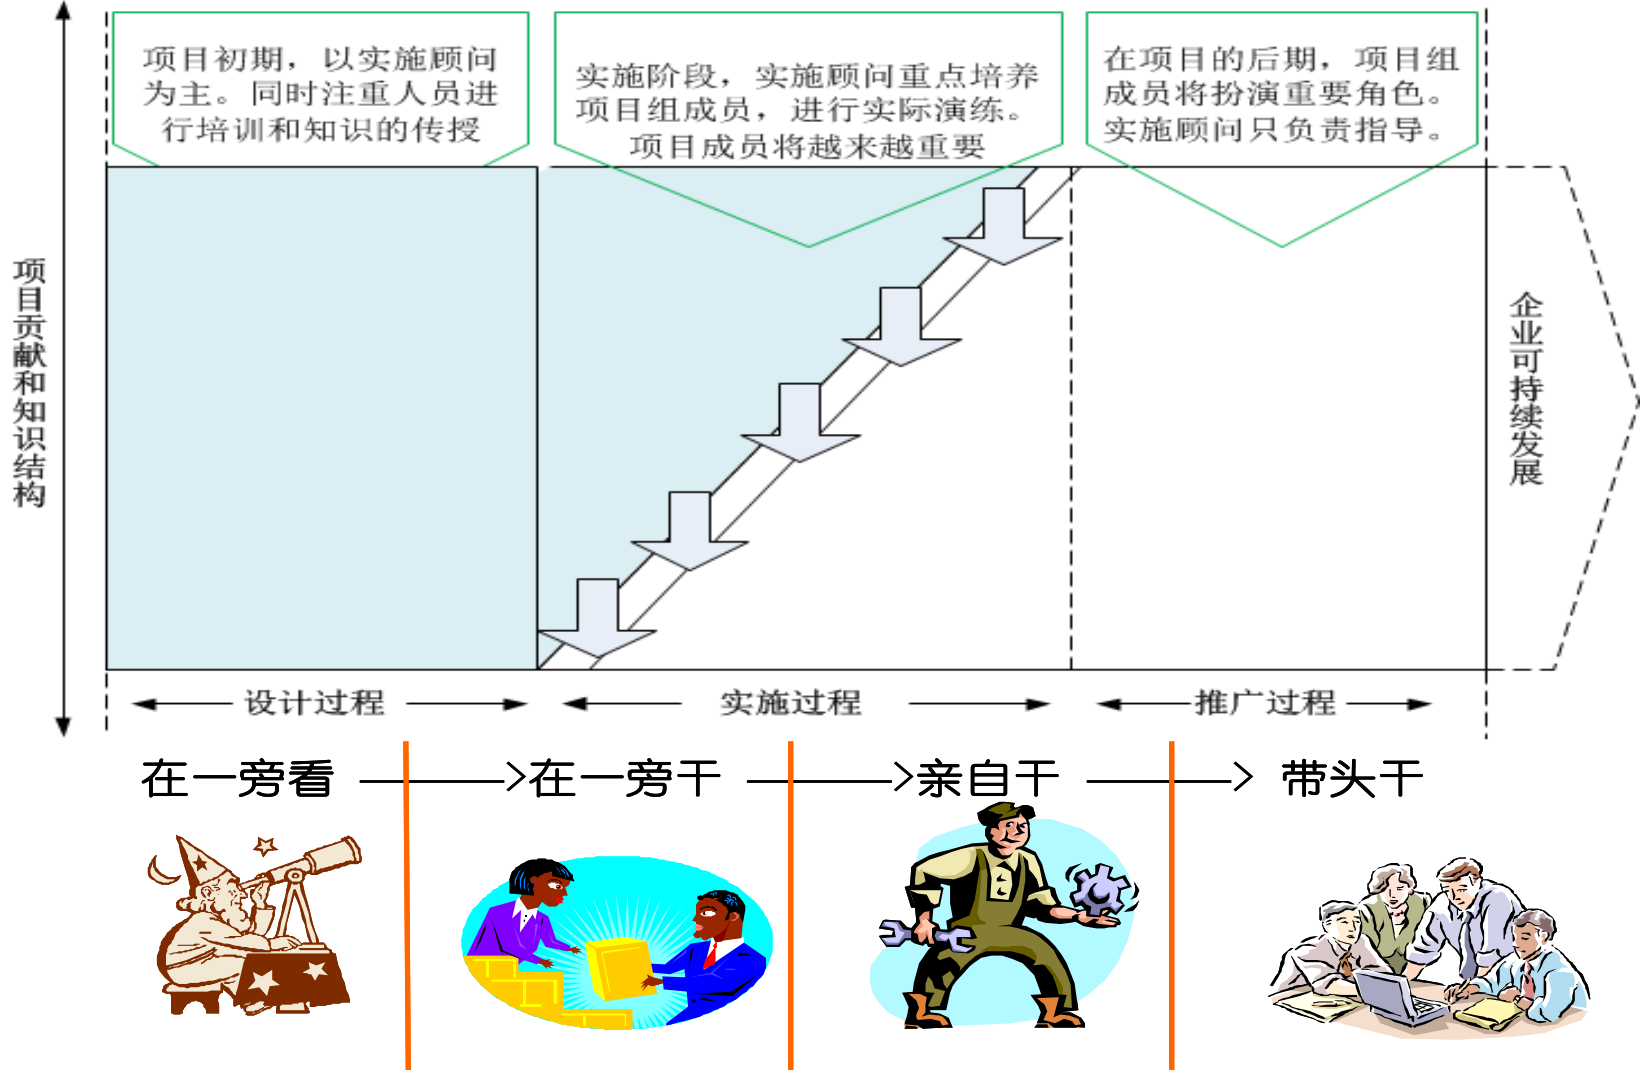 项目初期，以实施顾问
为主。同时注重人员进
行培训和知识的传授
实施阶段，实施顾问重点培养
项目组成员，进行实际演练。
项目成员将越来越重要
在项目的后期，项目组
成员将扮演重要角色。
实施顾问只负责指导。
项目贡献和知识结构
企业可持续发展
设计过程
实施过程
推广过程
在一旁看
在一旁干
亲自干
带头干